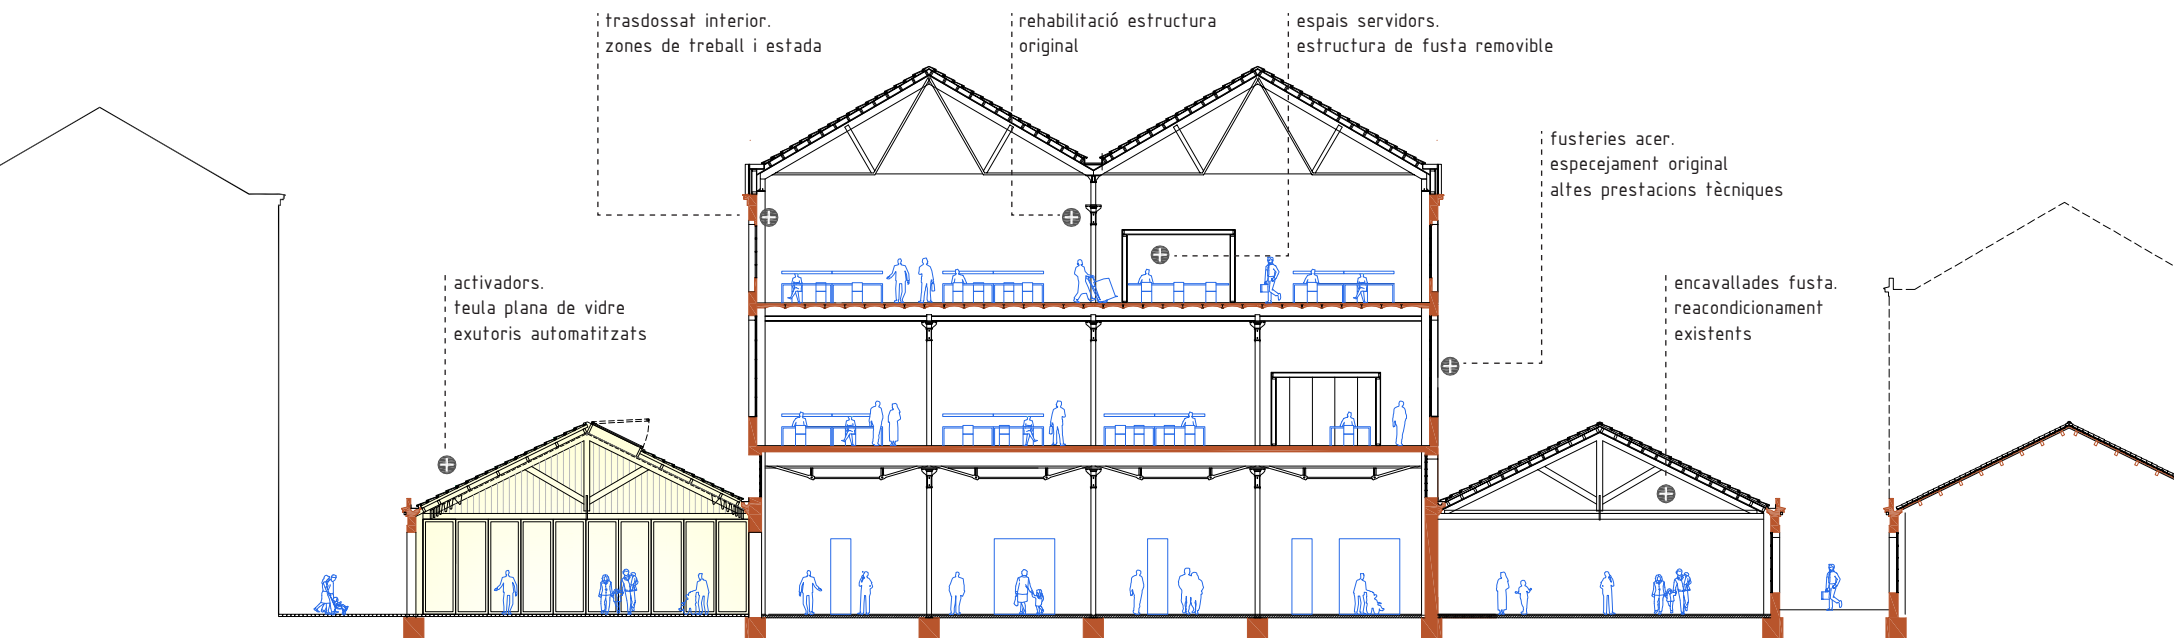 trasdossat interior.
zones de treball i estada
rehabilitació estructura
original
espais servidors.
estructura de fusta removible
fusteries acer.
especejament original
altes prestacions tècniques
activadors.
teula plana de vidre
exutoris automatitzats
encavallades fusta.
reacondicionament
existents